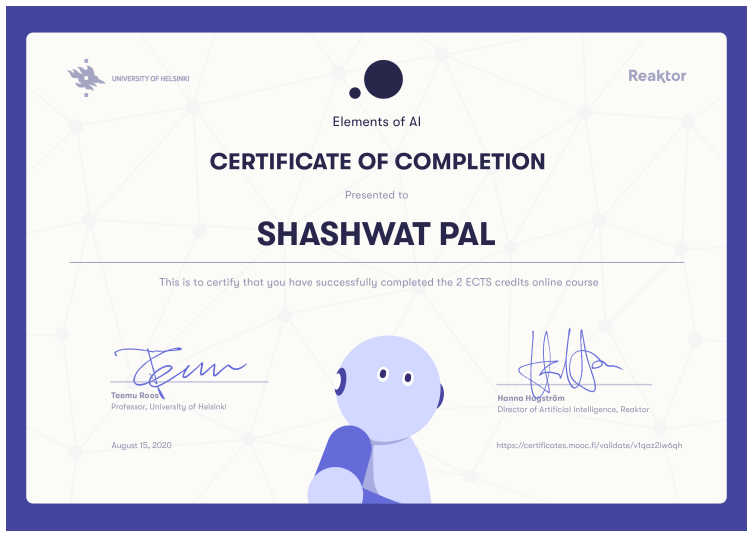 UNIVERSITY OF HELSINKI
Reaktor
Elements of AI
CERTIFICATE OF COMPLETION
Presented to
SHASHWAT PAL
This is to certify that you have successfully completed the 2 ECTS credits online course
Teemu Roos
Professor, University of Helsinki
Hanna Hagström
Director of Artificial Intelligence, Reaktor
August 15, 2020
https://certificates.mooc.fi/validate/v1qaz2iw6qh